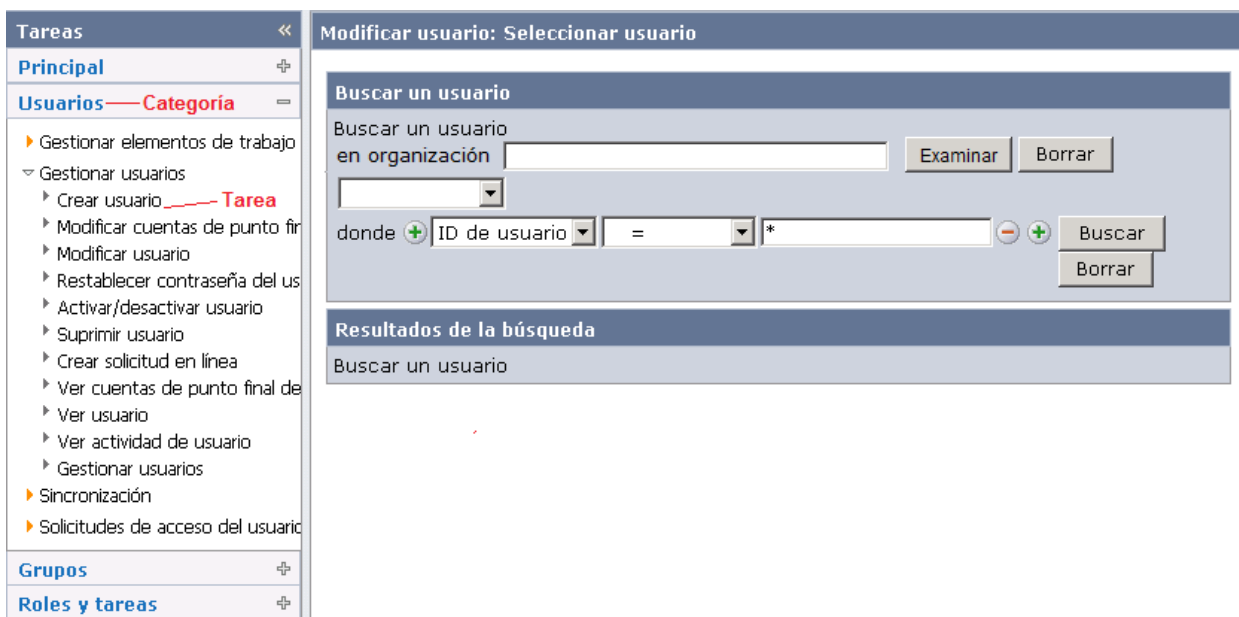 Tareas «
Principal
Usuarios Categoría
Gestionar elementos de trabajo
Gestionar usuarios
Crear usuario Tarea
Modificar cuentas de punto fin
Modificar usuario
Restablecer contraseña del us
Activar/desactivar usuario
Suprimir usuario
Crear solicitud en línea
Ver cuentas de punto final de
Ver usuario
Ver actividad de usuario
Gestionar usuarios
Sincronización
Solicitudes de acceso del usuario
Grupos
Roles y tareas
Modificar usuario: Seleccionar usuario
Buscar un usuario
Buscar un usuario
en organización Examinar Borrar
donde ID de usuario = * Buscar
Borrar
Resultados de la búsqueda
Buscar un usuario